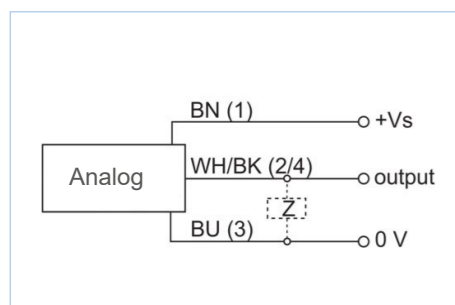 BN (1)
+Vs
Analog
WH/BK (2/4)
output
Z
BU (3)
0 V